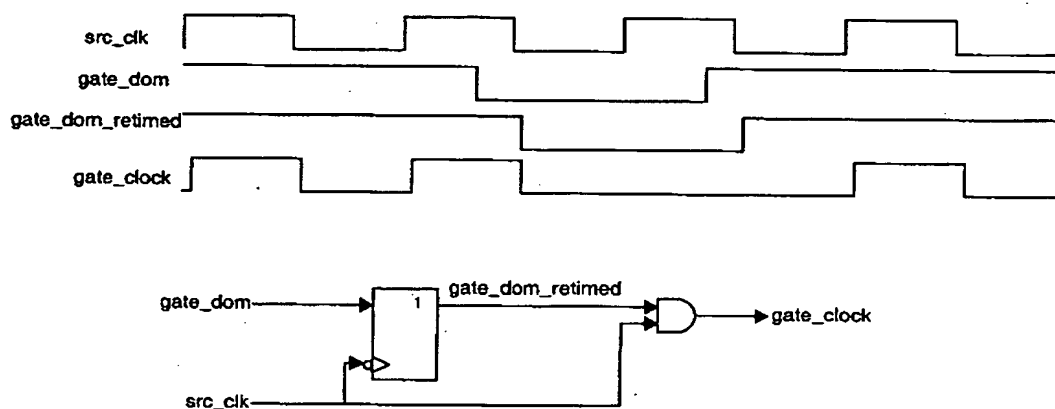 src_clk
gate_dom
gate_dom_retimed
gate_clock
gate_dom
1
gate_dom_retimed
gate_clock
src_clk